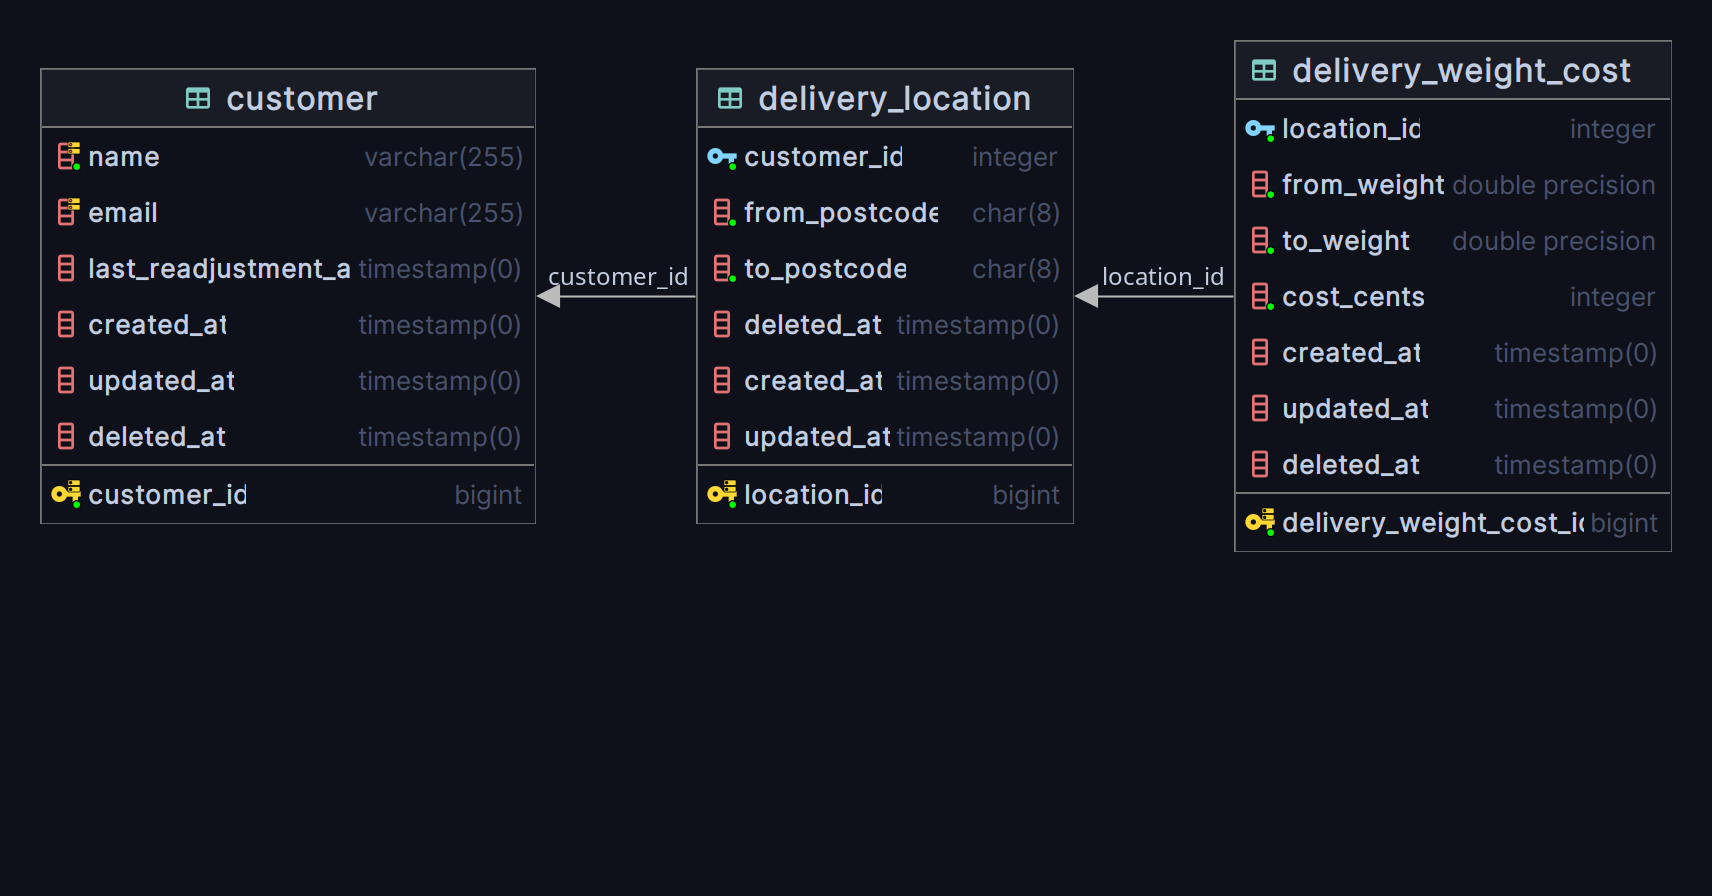 customer
name varchar(255)
email varchar(255)
last_readjustment_a timestamp(0)
created_at timestamp(0)
updated_at timestamp(0)
deleted_at timestamp(0)
customer_id bigint
customer_id
delivery_location
customer_id integer
from_postcode char(8)
to_postcode char(8)
deleted_at timestamp(0)
created_at timestamp(0)
updated_at timestamp(0)
location_id bigint
location_id
delivery_weight_cost
location_id integer
from_weight double precision
to_weight double precision
cost_cents integer
created_at timestamp(0)
updated_at timestamp(0)
deleted_at timestamp(0)
delivery_weight_cost_id bigint